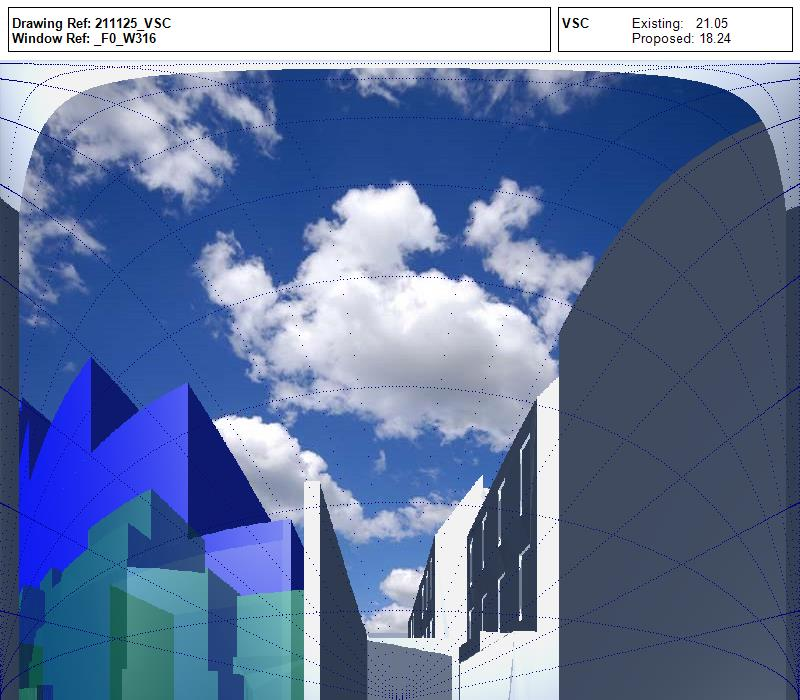 Drawing Ref: 211125_VSC
Window Ref: _F0_W316
VSC Existing: 21.05
Proposed: 18.24